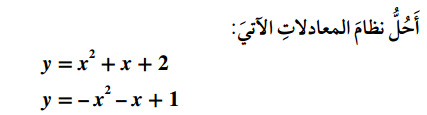 أَحُلُّ نظامَ المعادلاتِ الآتيَ:
y = x² + x + 2
y = −x² − x + 1